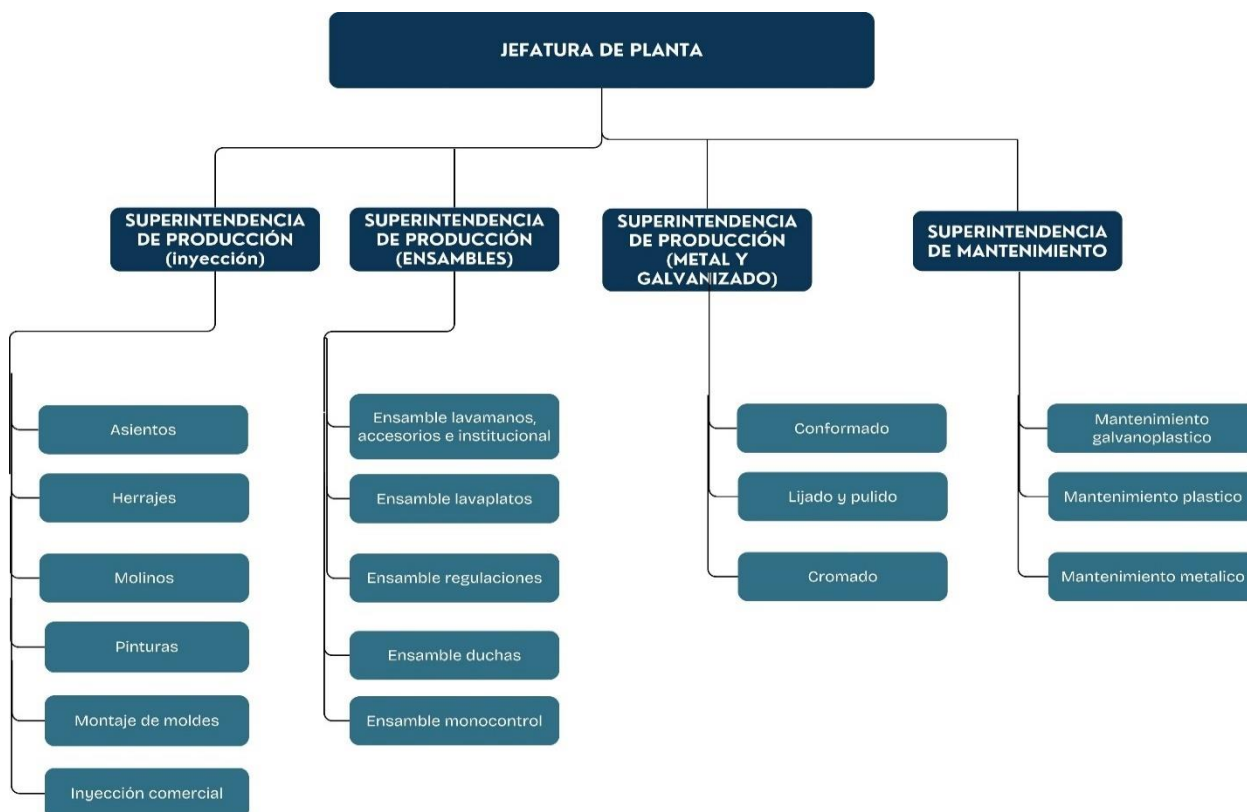 JEFATURA DE PLANTA
SUPERINTENDENCIA
DE PRODUCCIÓN
(inyección)
SUPERINTENDENCIA
DE PRODUCCIÓN
(ENSAMBLES)
SUPERINTENDENCIA
DE PRODUCCIÓN
(METAL Y
GALVANIZADO)
SUPERINTENDENCIA
DE MANTENIMIENTO
Asientos
Herrajes
Molinos
Pinturas
Montaje de moldes
Inyección comercial
Ensamble lavamanos,
accesorios e institucional
Ensamble lavaplatos
Ensamble regulaciones
Ensamble duchas
Ensamble monocontrol
Conformado
Lijado y pulido
Cromado
Mantenimiento
galvanoplastico
Mantenimiento plastico
Mantenimiento metalico